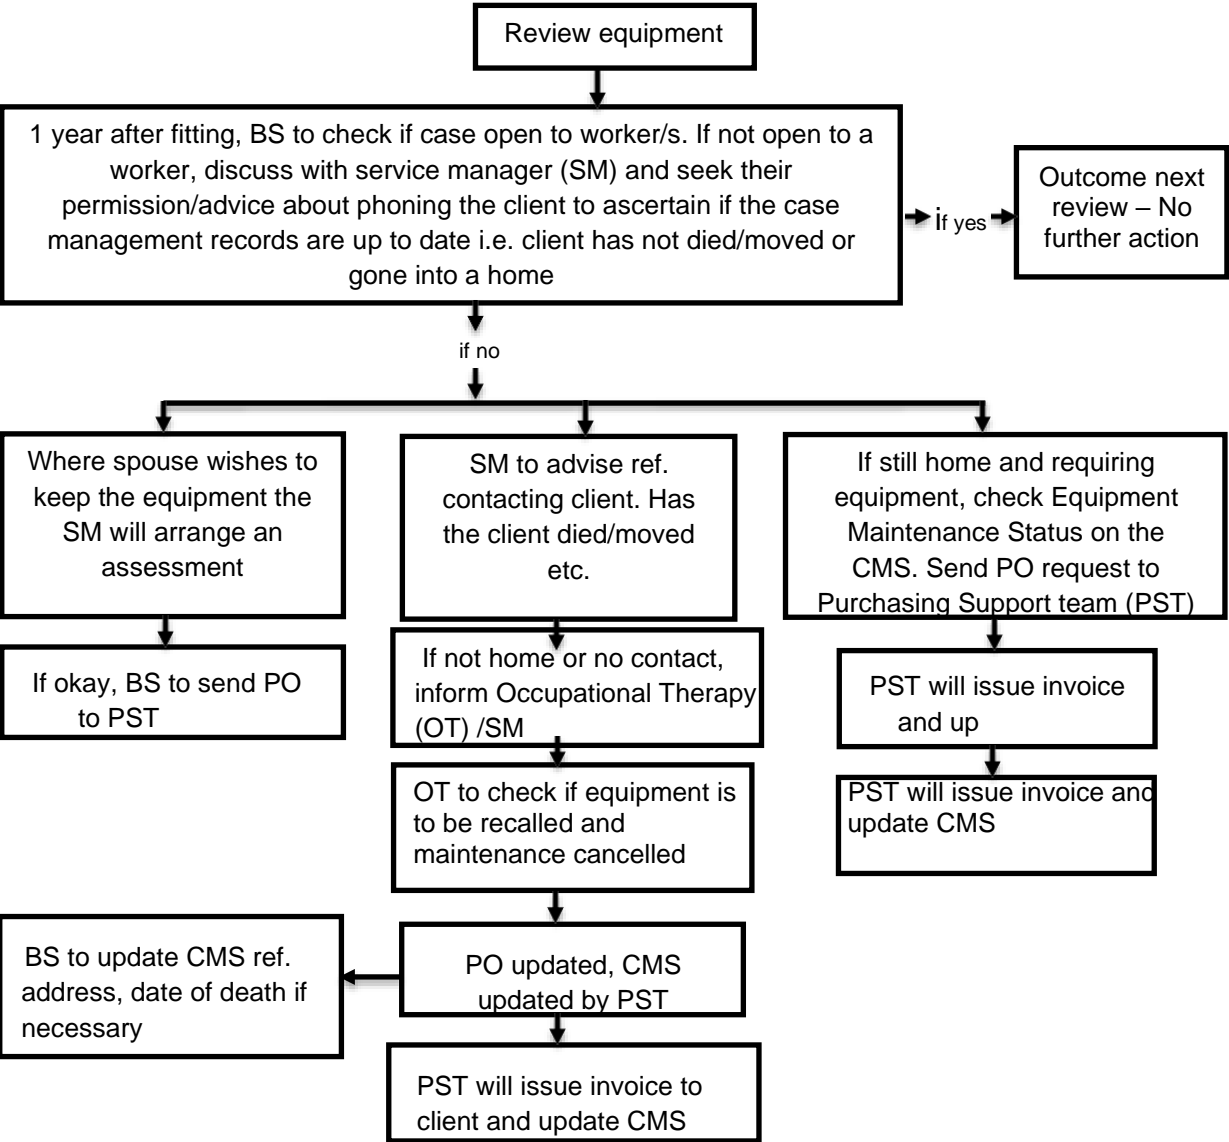 Review equipment
1 year after fitting, BS to check if case open to worker/s. If not open to a
worker, discuss with service manager (SM) and seek their
permission/advice about phoning the client to ascertain if the case
management records are up to date i.e. client has not died/moved or
gone into a home
if yes
Outcome next
review – No
further action
if no
Where spouse wishes to
keep the equipment the
SM will arrange an
assessment
SM to advise ref.
contacting client. Has
the client died/moved
etc.
If still home and requiring
equipment, check Equipment
Maintenance Status on the
CMS. Send PO request to
Purchasing Support team (PST)
If okay, BS to send PO
to PST
If not home or no contact,
inform Occupational Therapy
(OT) /SM
PST will issue invoice
and up
OT to check if equipment is
to be recalled and
maintenance cancelled
PST will issue invoice and
update CMS
BS to update CMS ref.
address, date of death if
necessary
PO updated, CMS
updated by PST
PST will issue invoice to
client and update CMS